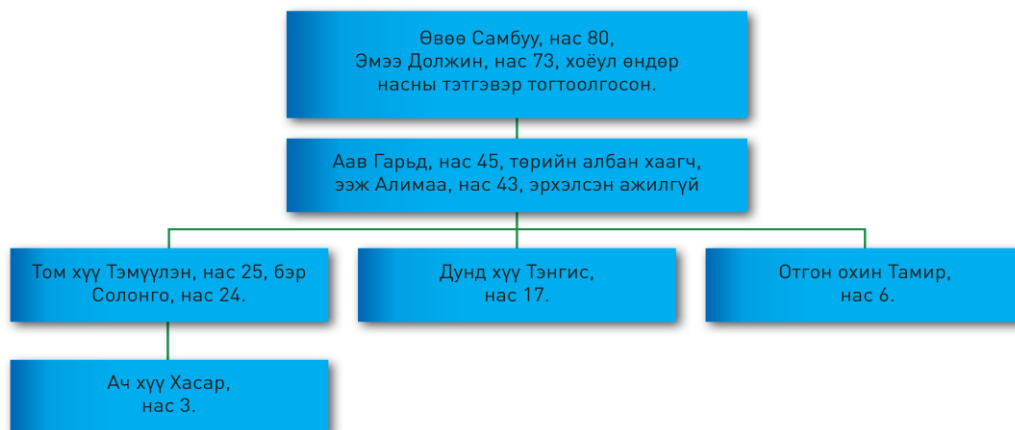 Өвөө Самбуу, нас 80,
Эмээ Должин, нас 73, хоёул өндөр
насны тэтгэвэр тогтоолгосон.
Аав Гарьд, нас 45, төрийн албан хаагч,
ээж Алимаа, нас 43, эрхэлсэн ажилгүй
Том хүү Тэмүүлэн, нас 25, бэр
Солонго, нас 24.
Дунд хүү Тэнгис,
нас 17.
Отгон охин Тамир,
нас 6.
Ач хүү Хасар,
нас 3.